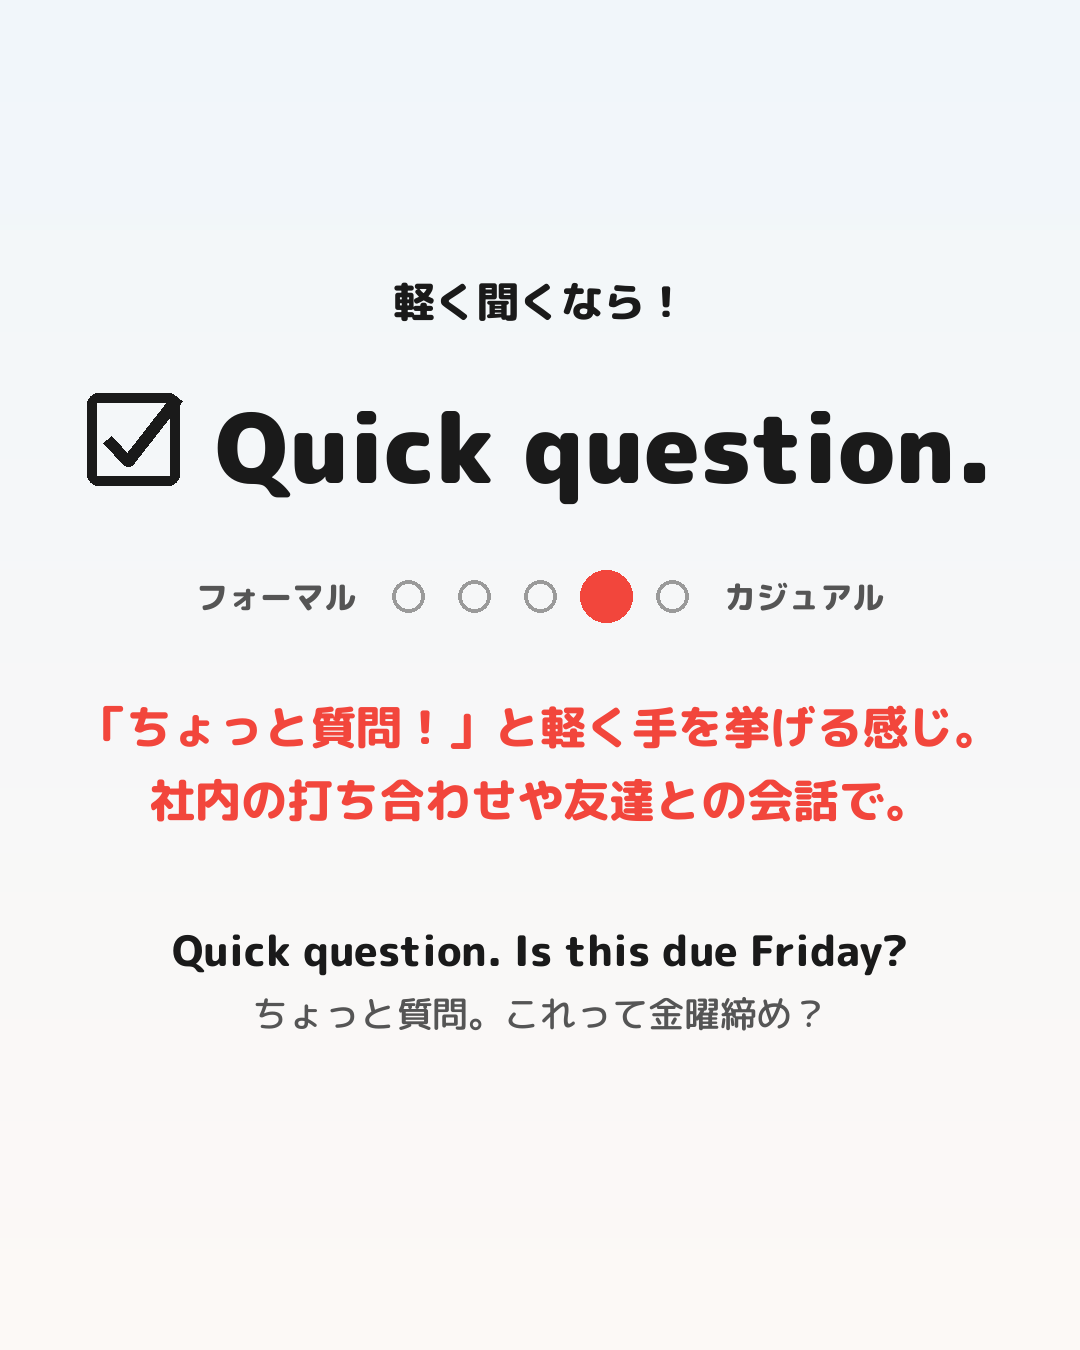 軽く聞くなら！
Quick question.
フォーマル カジュアル
「ちょっと質問！」と軽く手を挙げる感じ。
社内の打ち合わせや友達との会話で。
Quick question. Is this due Friday?
ちょっと質問。これって金曜締め？